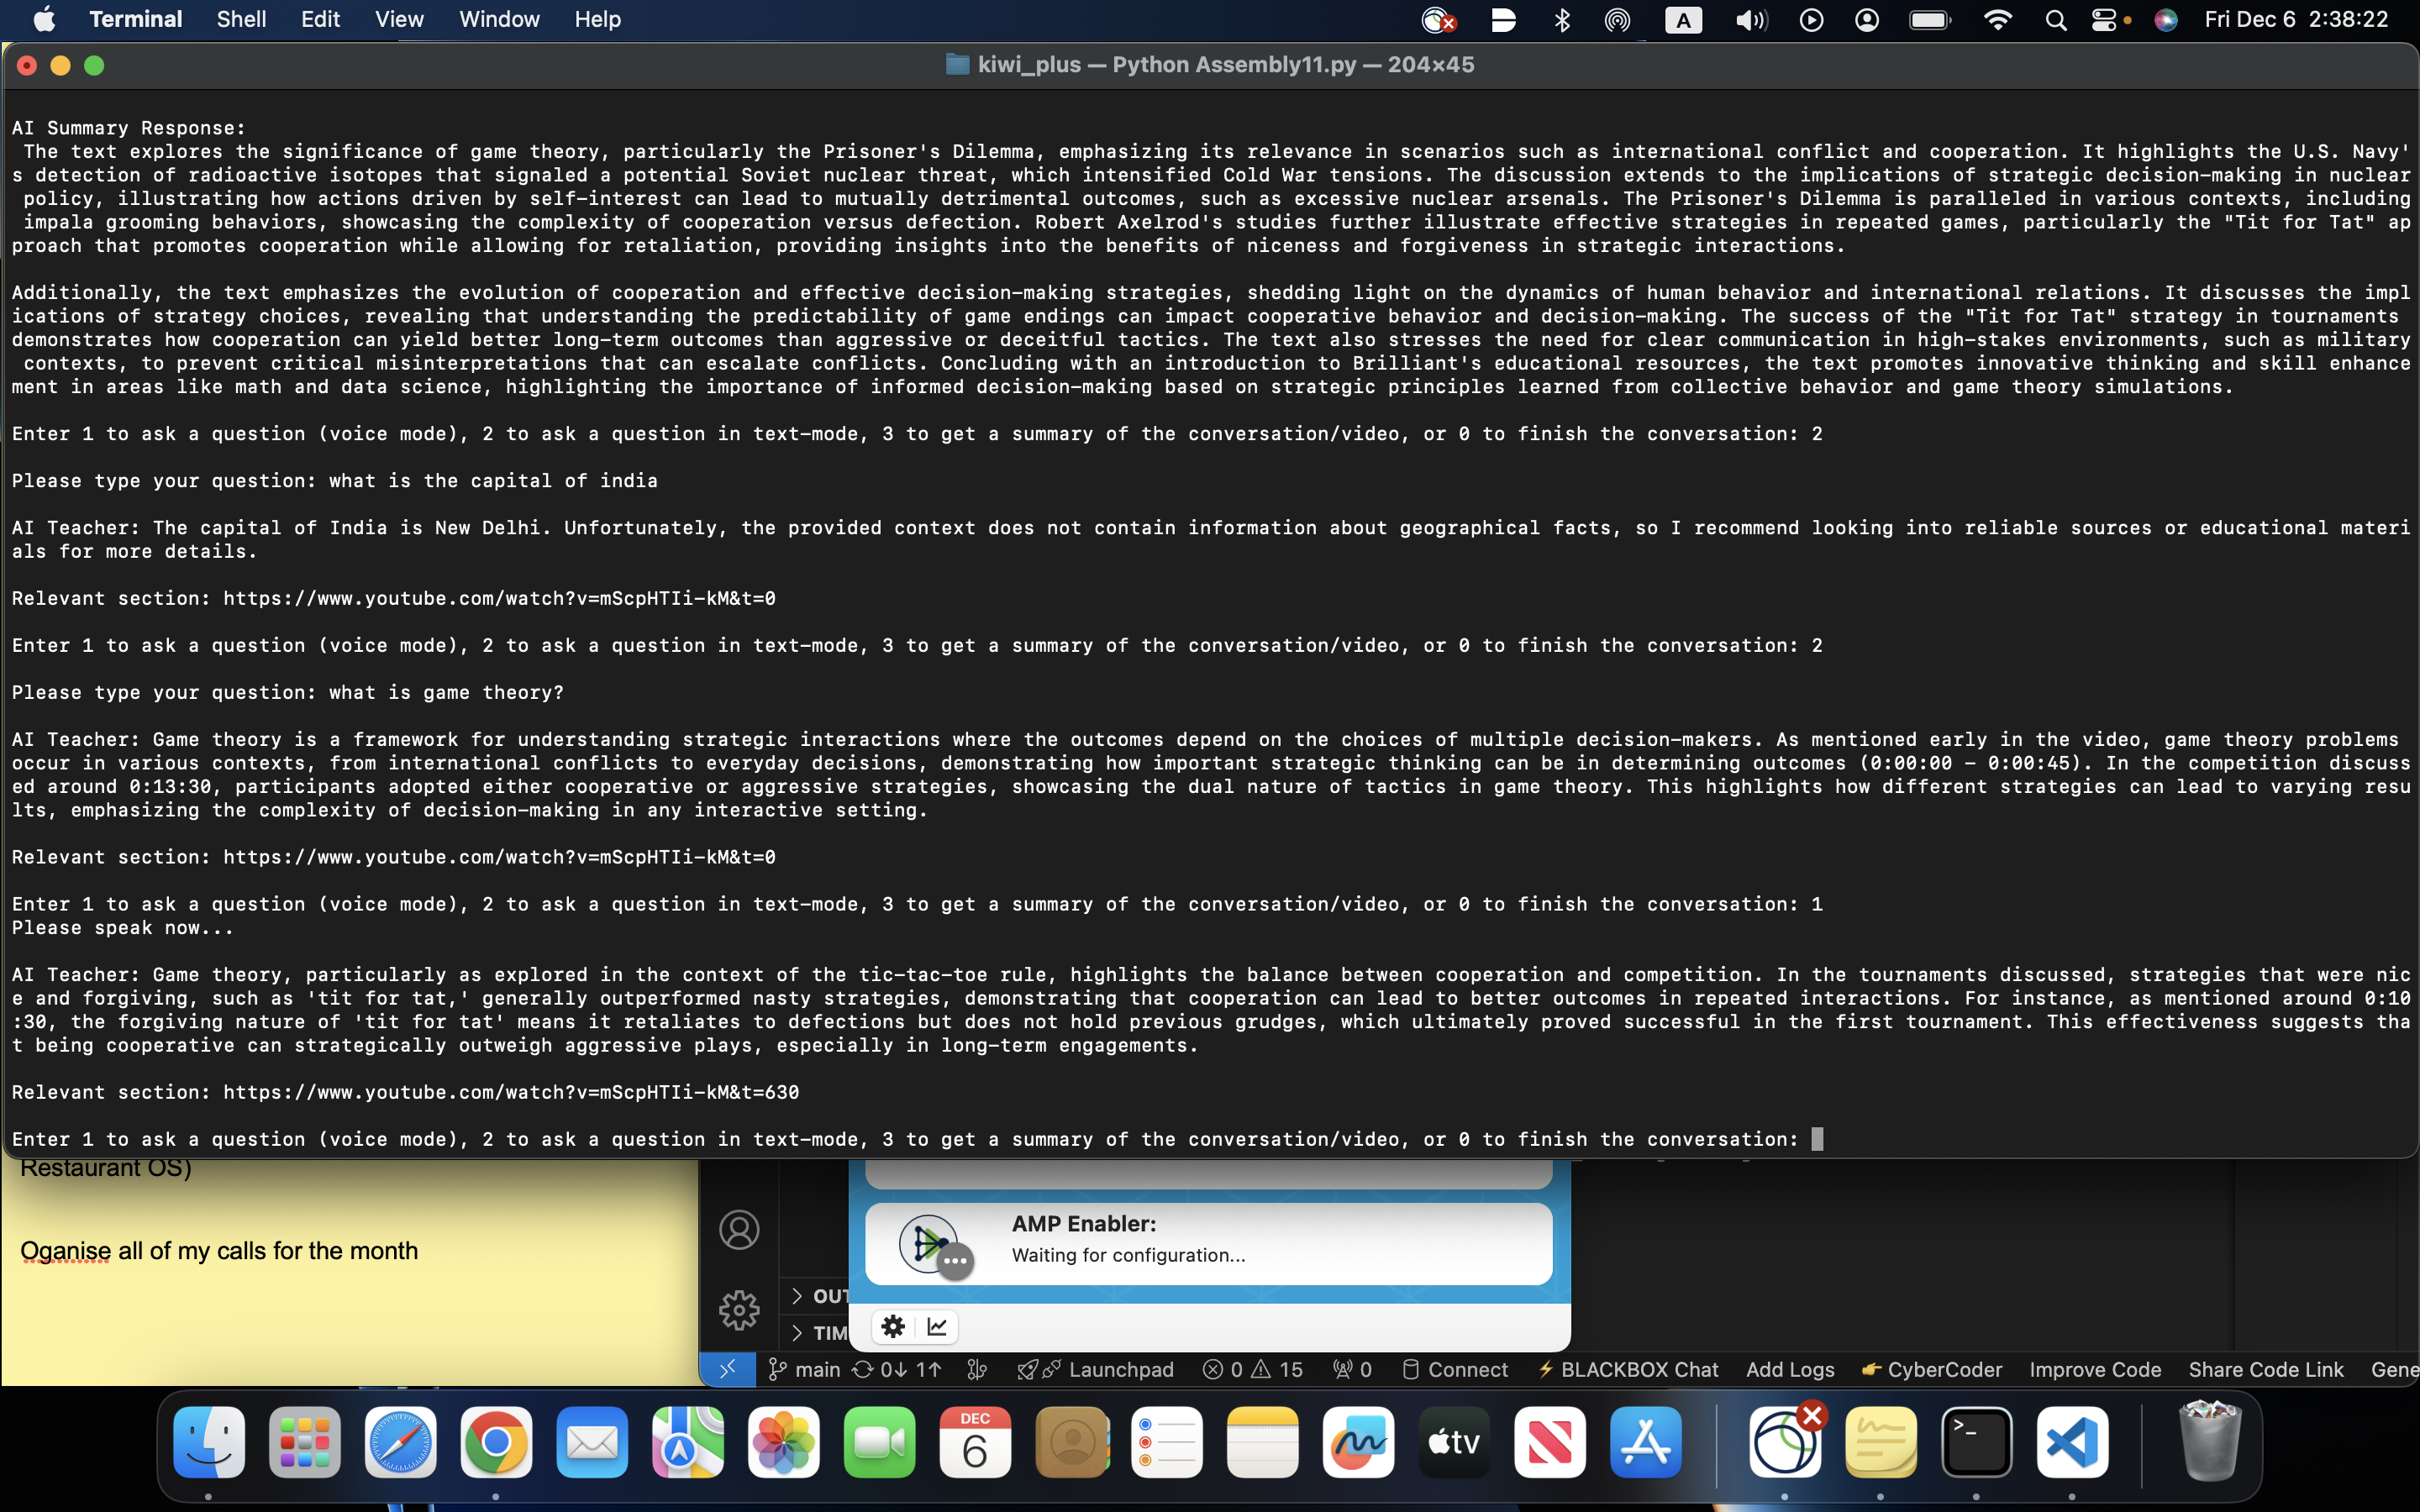 Terminal Shell Edit View Window Help A Fri Dec 6 2:38:22
kiwi_plus — Python Assembly11.py — 204×45
AI Summary Response:
The text explores the significance of game theory, particularly the Prisoner's Dilemma, emphasizing its relevance in scenarios such as international conflict and cooperation. It highlights the U.S. Navy'
s detection of radioactive isotopes that signaled a potential Soviet nuclear threat, which intensified Cold War tensions. The discussion extends to the implications of strategic decision-making in nuclear
policy, illustrating how actions driven by self-interest can lead to mutually detrimental outcomes, such as excessive nuclear arsenals. The Prisoner's Dilemma is paralleled in various contexts, including
impala grooming behaviors, showcasing the complexity of cooperation versus defection. Robert Axelrod's studies further illustrate effective strategies in repeated games, particularly the "Tit for Tat" ap
proach that promotes cooperation while allowing for retaliation, providing insights into the benefits of niceness and forgiveness in strategic interactions.
Additionally, the text emphasizes the evolution of cooperation and effective decision-making strategies, shedding light on the dynamics of human behavior and international relations. It discusses the impl
ications of strategy choices, revealing that understanding the predictability of game endings can impact cooperative behavior and decision-making. The success of the "Tit for Tat" strategy in tournaments
demonstrates how cooperation can yield better long-term outcomes than aggressive or deceitful tactics. The text also stresses the need for clear communication in high-stakes environments, such as military
contexts, to prevent critical misinterpretations that can escalate conflicts. Concluding with an introduction to Brilliant's educational resources, the text promotes innovative thinking and skill enhance
ment in areas like math and data science, highlighting the importance of informed decision-making based on strategic principles learned from collective behavior and game theory simulations.
Enter 1 to ask a question (voice mode), 2 to ask a question in text-mode, 3 to get a summary of the conversation/video, or 0 to finish the conversation: 2
Please type your question: what is the capital of india
AI Teacher: The capital of India is New Delhi. Unfortunately, the provided context does not contain information about geographical facts, so I recommend looking into reliable sources or educational materi
als for more details.
Relevant section: https://www.youtube.com/watch?v=mScpHTIi-kM&t=0
Enter 1 to ask a question (voice mode), 2 to ask a question in text-mode, 3 to get a summary of the conversation/video, or 0 to finish the conversation: 2
Please type your question: what is game theory?
AI Teacher: Game theory is a framework for understanding strategic interactions where the outcomes depend on the choices of multiple decision-makers. As mentioned early in the video, game theory problems
occur in various contexts, from international conflicts to everyday decisions, demonstrating how important strategic thinking can be in determining outcomes (0:00:00 - 0:00:45). In the competition discuss
ed around 0:13:30, participants adopted either cooperative or aggressive strategies, showcasing the dual nature of tactics in game theory. This highlights how different strategies can lead to varying resu
lts, emphasizing the complexity of decision-making in any interactive setting.
Relevant section: https://www.youtube.com/watch?v=mScpHTIi-kM&t=0
Enter 1 to ask a question (voice mode), 2 to ask a question in text-mode, 3 to get a summary of the conversation/video, or 0 to finish the conversation: 1
Please speak now...
AI Teacher: Game theory, particularly as explored in the context of the tic-tac-toe rule, highlights the balance between cooperation and competition. In the tournaments discussed, strategies that were nic
e and forgiving, such as 'tit for tat,' generally outperformed nasty strategies, demonstrating that cooperation can lead to better outcomes in repeated interactions. For instance, as mentioned around 0:10
:30, the forgiving nature of 'tit for tat' means it retaliates to defections but does not hold previous grudges, which ultimately proved successful in the first tournament. This effectiveness suggests tha
t being cooperative can strategically outweigh aggressive plays, especially in long-term engagements.
Relevant section: https://www.youtube.com/watch?v=mScpHTIi-kM&t=630
Enter 1 to ask a question (voice mode), 2 to ask a question in text-mode, 3 to get a summary of the conversation/video, or 0 to finish the conversation:
Restaurant OS)
Oganise all of my calls for the month
AMP Enabler:
Waiting for configuration...
OUT
TIM
main 0↓ 1↑ Launchpad 0 15 0 Connect BLACKBOX Chat Add Logs CyberCoder Improve Code Share Code Link Gene
DEC
6
tv